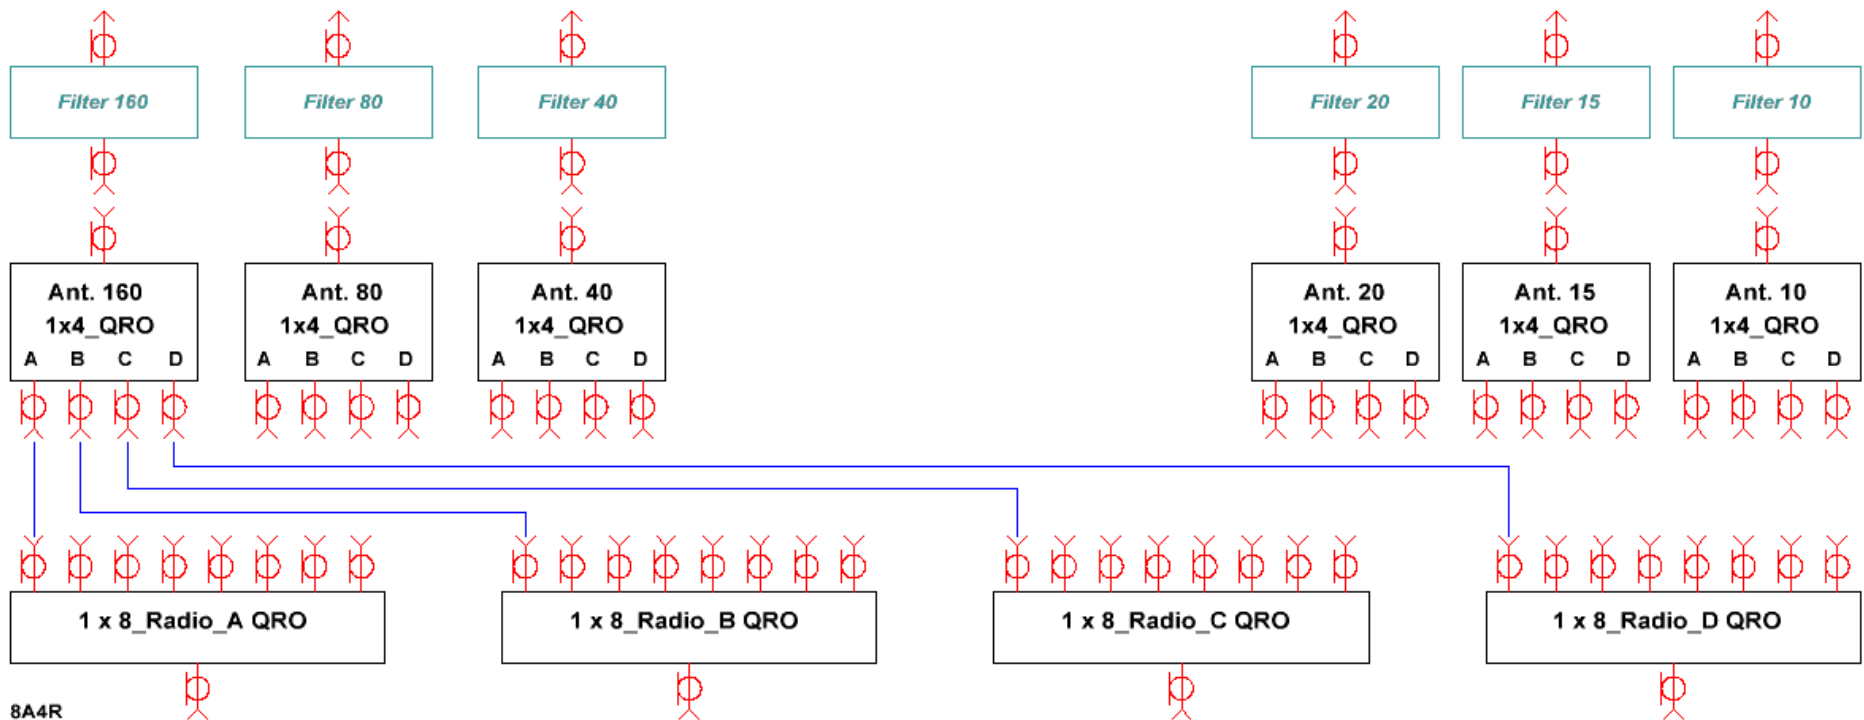 Filter 160
Filter 80
Filter 40
Filter 20
Filter 15
Filter 10
Ant. 160
1x4_QRO
A B C D
Ant. 80
1x4_QRO
A B C D
Ant. 40
1x4_QRO
A B C D
Ant. 20
1x4_QRO
A B C D
Ant. 15
1x4_QRO
A B C D
Ant. 10
1x4_QRO
A B C D
1 x 8_Radio_A QRO
1 x 8_Radio_B QRO
1 x 8_Radio_C QRO
1 x 8_Radio_D QRO
8A4R